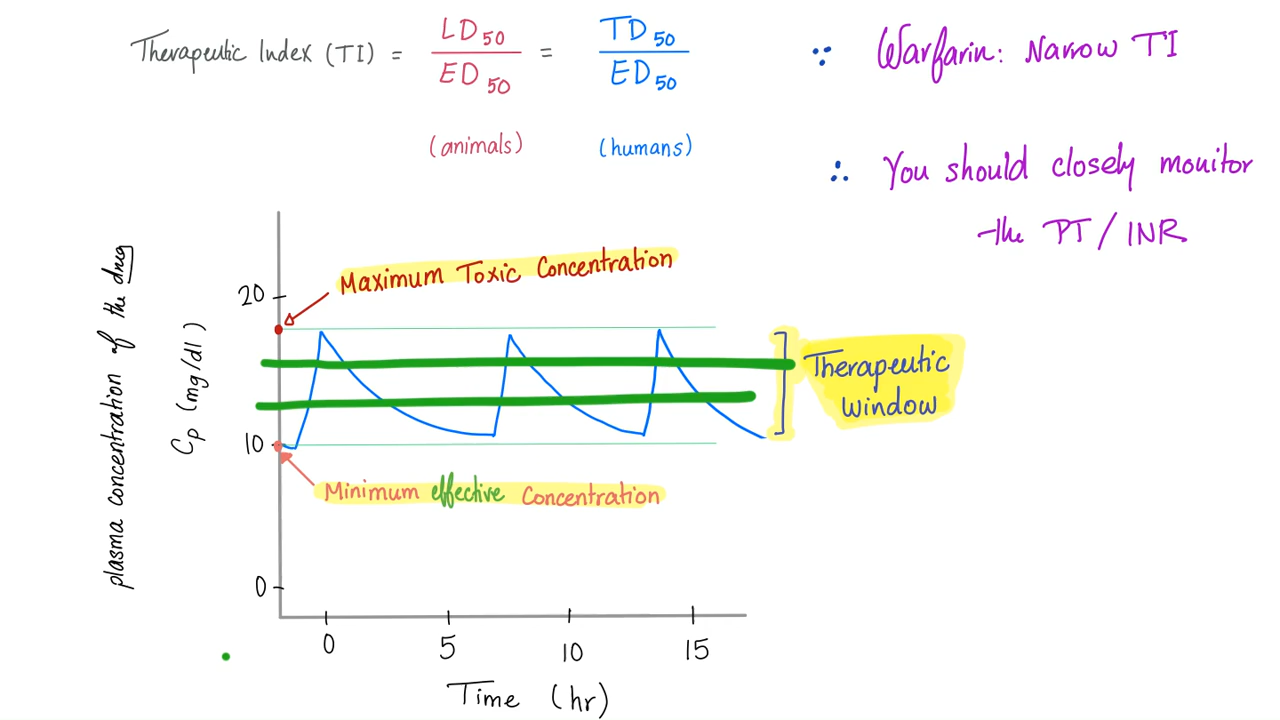 Therapeutic Index (TI) = LD50 / ED50 = TD50 / ED50
(animals) (humans)
∵ Warfarin: Narrow TI
∴ You should closely monitor
the PT/INR
plasma concentration of the drug
Cp (mg/dl)
20
10
0
Maximum Toxic Concentration
Therapeutic
window
Minimum effective Concentration
0 5 10 15
Time (hr)